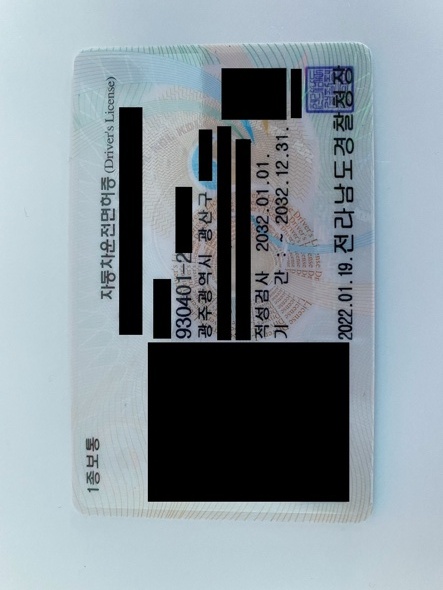 1종보통
자동차운전면허증 (Driver's License)
930401-2
광주광역시 광산구
적성검사 2032.01.01.
기 간 : ~ 2032.12.31.
2022.01.19. 전라남도경찰청장